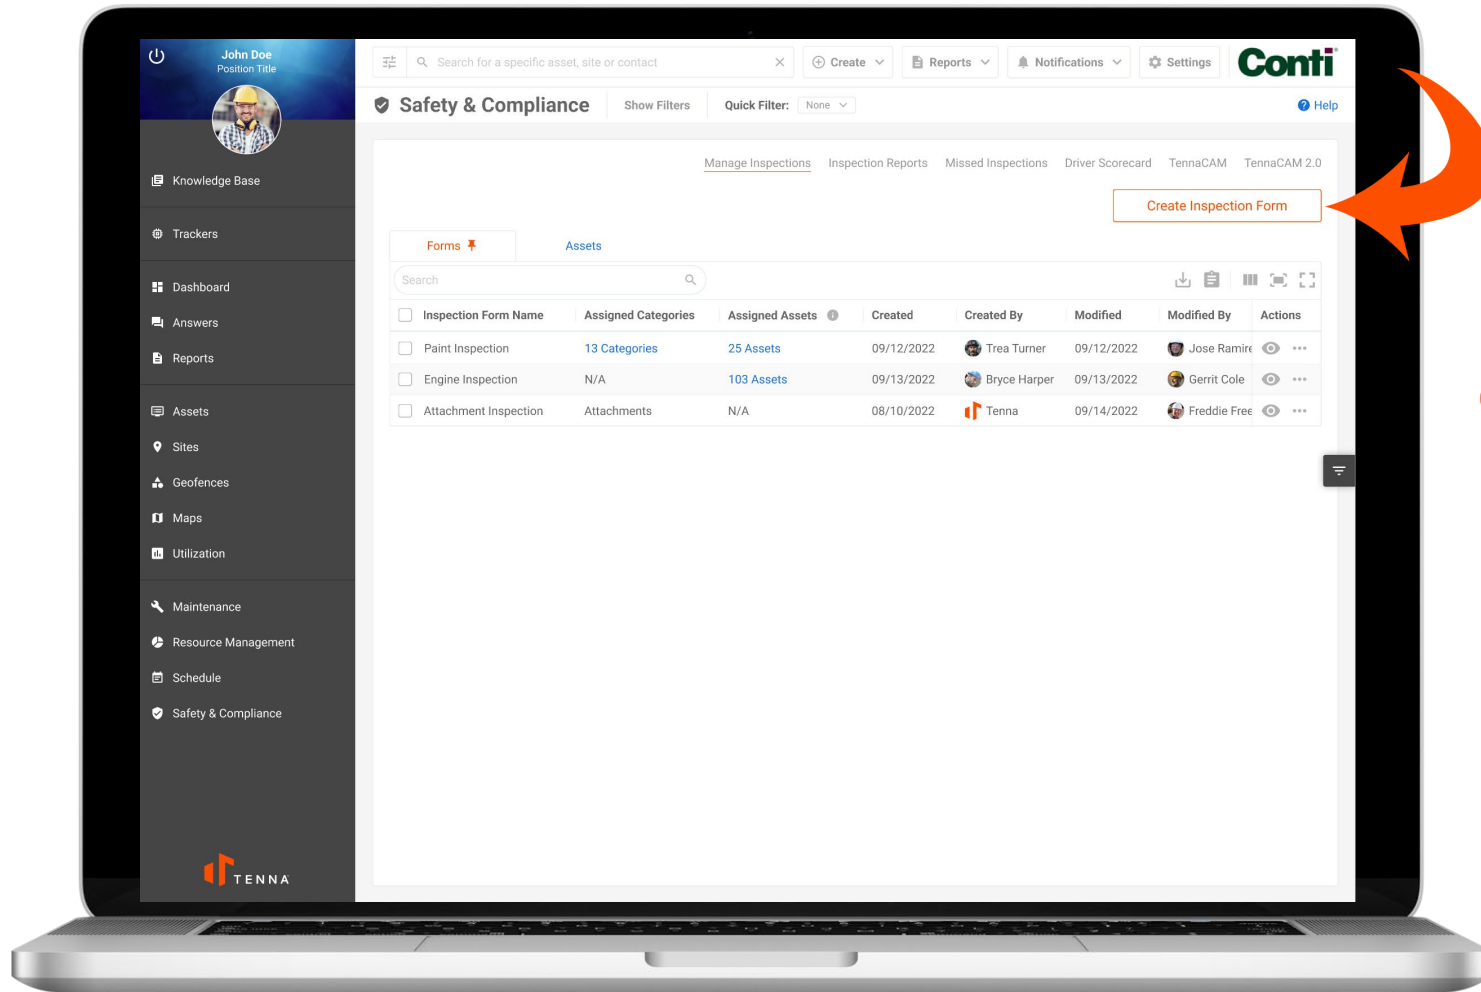 John Doe
Position Title
Knowledge Base
Trackers
Dashboard
Answers
Reports
Assets
Sites
Geofences
Maps
Utilization
Maintenance
Resource Management
Schedule
Safety & Compliance
TENNA
Search for a specific asset, site or contact
Create
Reports
Notifications
Settings
Conti
Safety & Compliance Show Filters Quick Filter: None Help
Manage Inspections Inspection Reports Missed Inspections Driver Scorecard TennaCAM TennaCAM 2.0
Create Inspection Form
Forms Assets
Search
Inspection Form Name Assigned Categories Assigned Assets Created Created By Modified Modified By Actions
Paint Inspection 13 Categories 25 Assets 09/12/2022 Trea Turner 09/12/2022 Jose Ramire
Engine Inspection N/A 103 Assets 09/13/2022 Bryce Harper 09/13/2022 Gerrit Cole
Attachment Inspection Attachments N/A 08/10/2022 Tenna 09/14/2022 Freddie Free